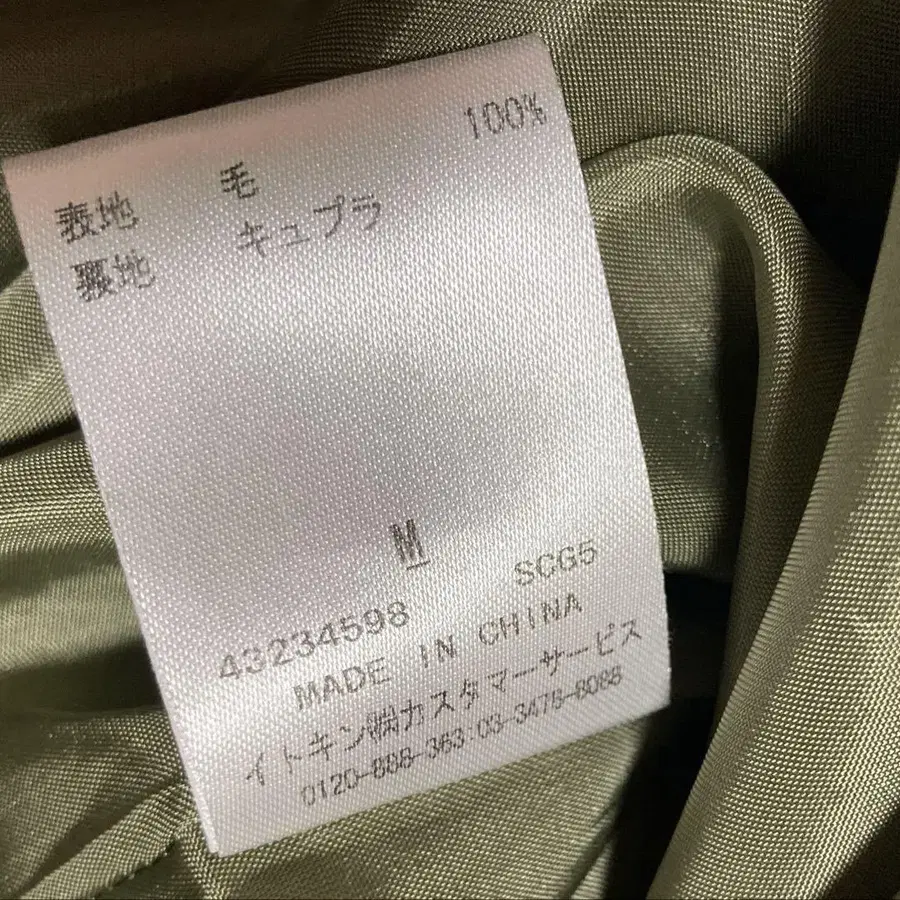 表地 毛 100%
裏地 キュプラ
M
43234598 SCG5
MADE IN CHINA
イトキン㈱カスタマーサービス
0120-888-363:03-3478-8088